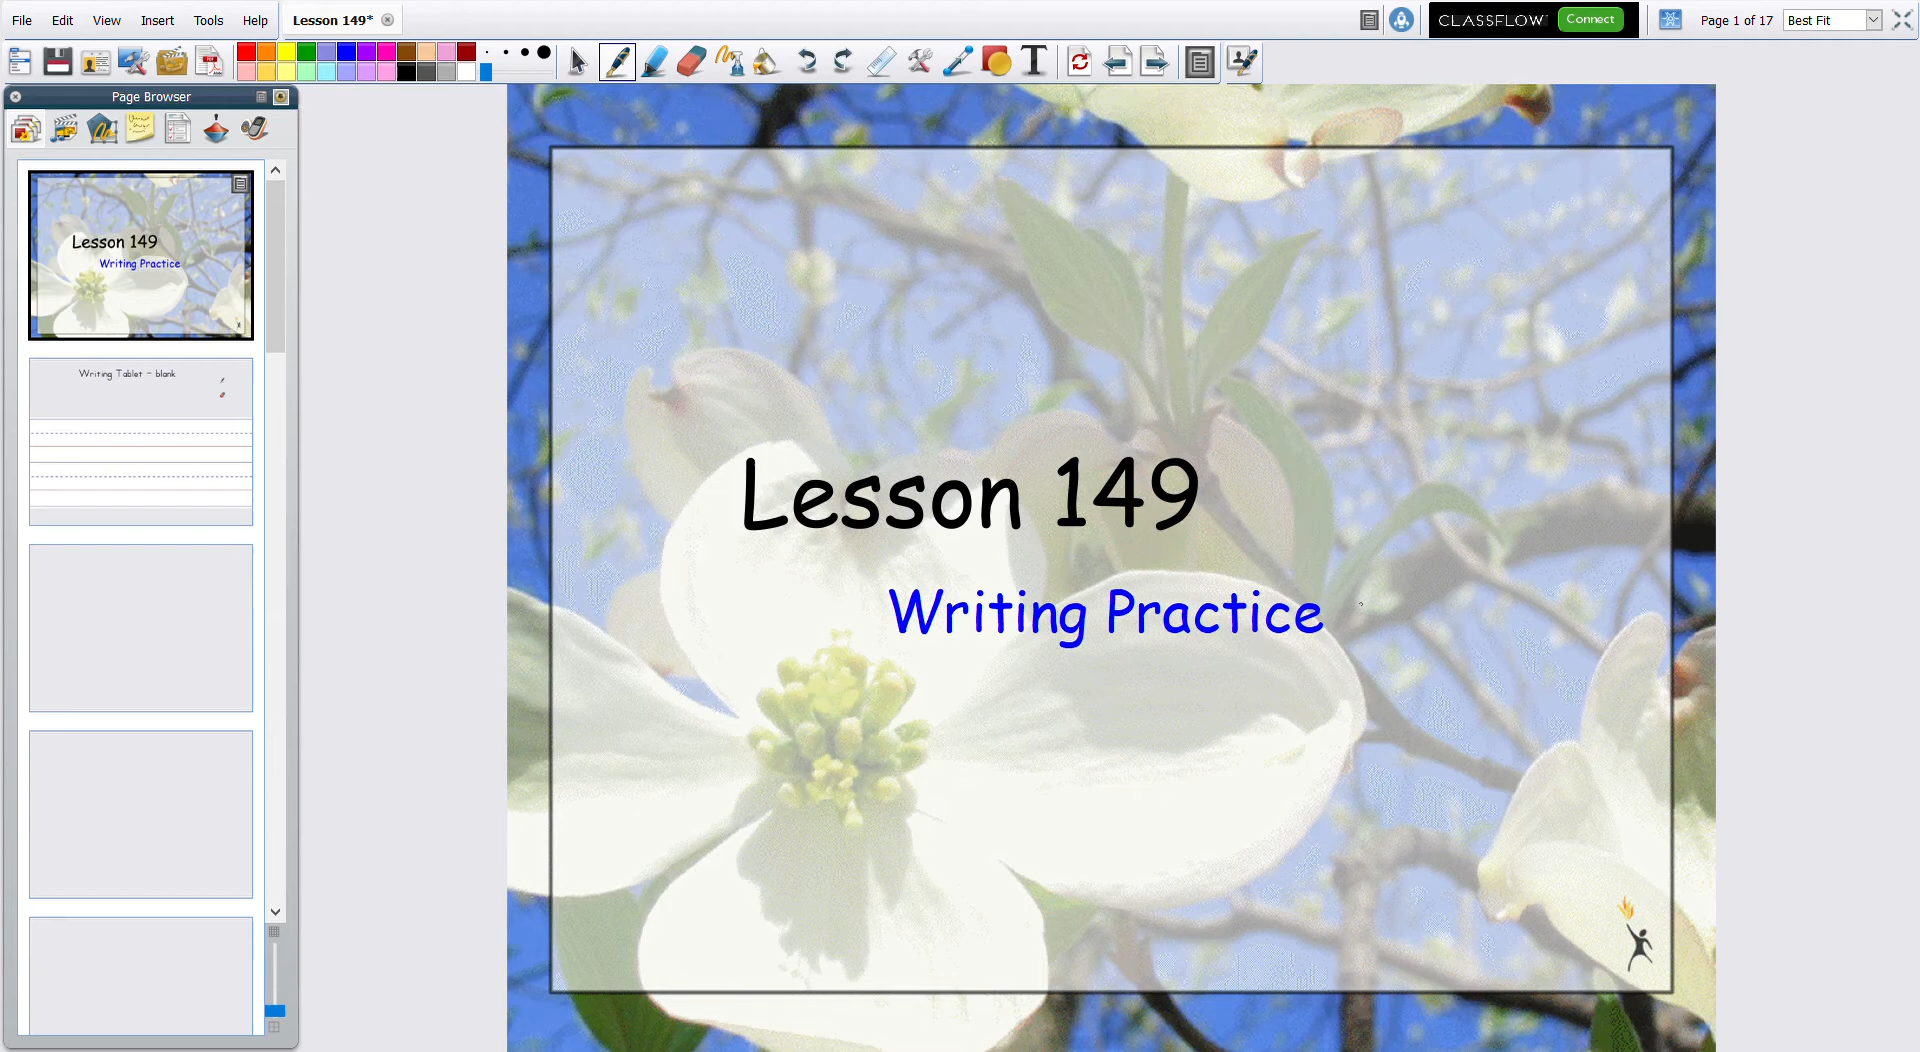 File Edit View Insert Tools Help Lesson 149* CLASSFLOW Connect Page 1 of 17 Best Fit
T
Page Browser
Lesson 149
Writing Practice
Writing Tablet - blank
Lesson 149
Writing Practice